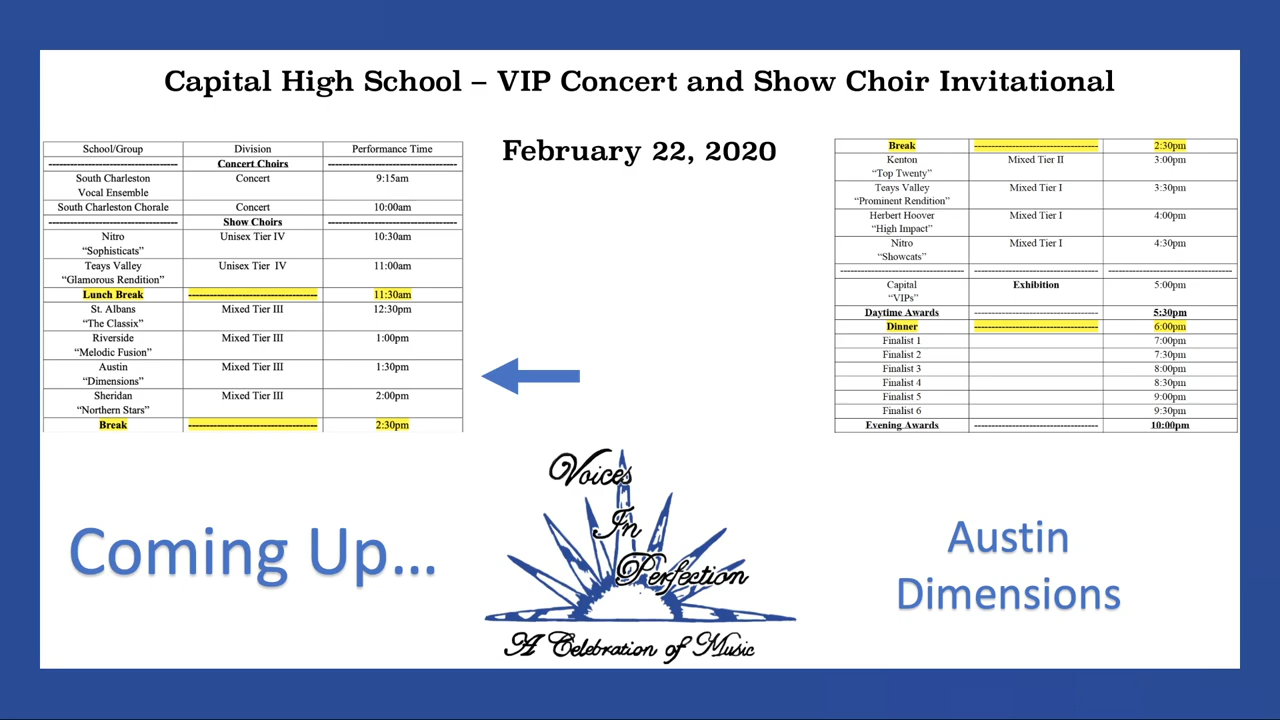 Capital High School – VIP Concert and Show Choir Invitational
February 22, 2020
School/Group Division Performance Time
Concert Choirs
South Charleston Concert 9:15am
Vocal Ensemble
South Charleston Chorale Concert 10:00am
Show Choirs
Nitro Unisex Tier IV 10:30am
“Sophisticats”
Teays Valley Unisex Tier IV 11:00am
“Glamorous Rendition”
Lunch Break 11:30am
St. Albans Mixed Tier III 12:30pm
“The Classix”
Riverside Mixed Tier III 1:00pm
“Melodic Fusion”
Austin Mixed Tier III 1:30pm
“Dimensions”
Sheridan Mixed Tier III 2:00pm
“Northern Stars”
Break 2:30pm
Break 2:30pm
Kenton Mixed Tier II 3:00pm
“Top Twenty”
Teays Valley Mixed Tier I 3:30pm
“Prominent Rendition”
Herbert Hoover Mixed Tier I 4:00pm
“High Impact”
Nitro Mixed Tier I 4:30pm
“Showcats”
Capital Exhibition 5:00pm
“VIPs”
Daytime Awards 5:30pm
Dinner 6:00pm
Finalist 1 7:00pm
Finalist 2 7:30pm
Finalist 3 8:00pm
Finalist 4 8:30pm
Finalist 5 9:00pm
Finalist 6 9:30pm
Evening Awards 10:00pm
Coming Up...
Voices
In
Perfection
A Celebration of Music
Austin
Dimensions